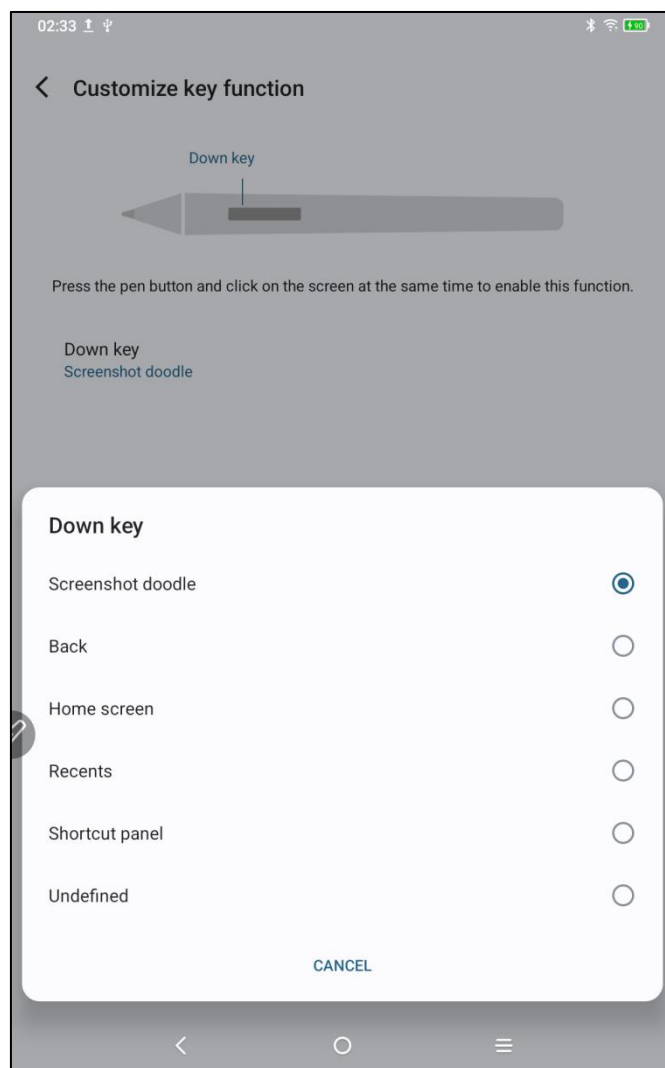 02:33
90
Customize key function
Down key
Press the pen button and click on the screen at the same time to enable this function.
Down key
Screenshot doodle
Down key
Screenshot doodle
Back
Home screen
Recents
Shortcut panel
Undefined
CANCEL